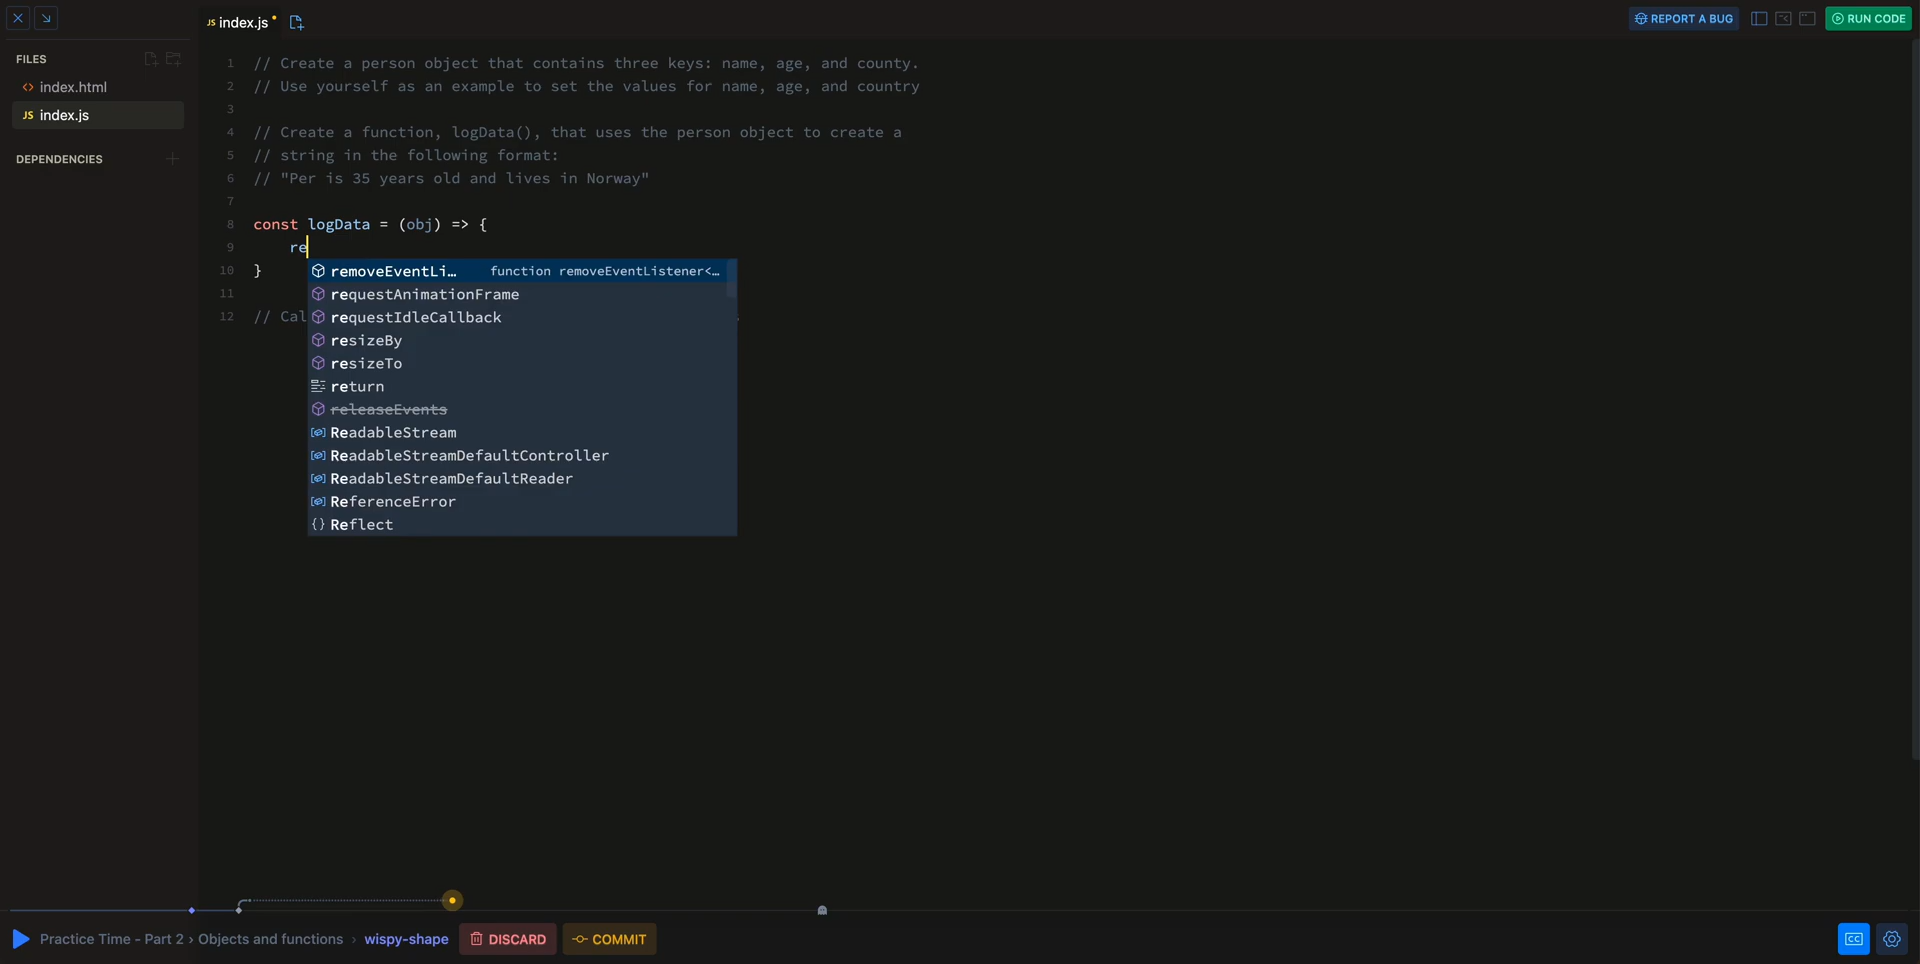 JS index.js
REPORT A BUG
RUN CODE
FILES
<> index.html
JS index.js
DEPENDENCIES
1 // Create a person object that contains three keys: name, age, and county.
2 // Use yourself as an example to set the values for name, age, and country
3
4 // Create a function, logData(), that uses the person object to create a
5 // string in the following format:
6 // "Per is 35 years old and lives in Norway"
7
8 const logData = (obj) => {
9 re
10 }
11
12 // Cal
removeEventLi… function removeEventListener<…
requestAnimationFrame
requestIdleCallback
resizeBy
resizeTo
return
releaseEvents
ReadableStream
ReadableStreamDefaultController
ReadableStreamDefaultReader
ReferenceError
{} Reflect
Practice Time - Part 2 › Objects and functions › wispy-shape
DISCARD
COMMIT
CC